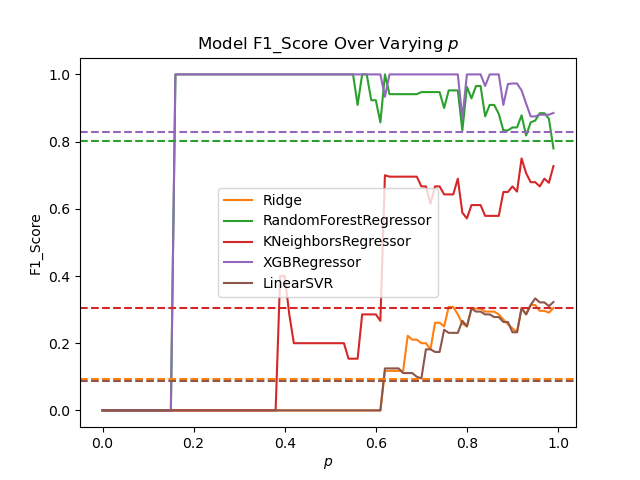 Model F1_Score Over Varying p
F1_Score
1.0
0.8
0.6
0.4
0.2
0.0
Ridge
RandomForestRegressor
KNeighborsRegressor
XGBRegressor
LinearSVR
0.0 0.2 0.4 0.6 0.8 1.0
p